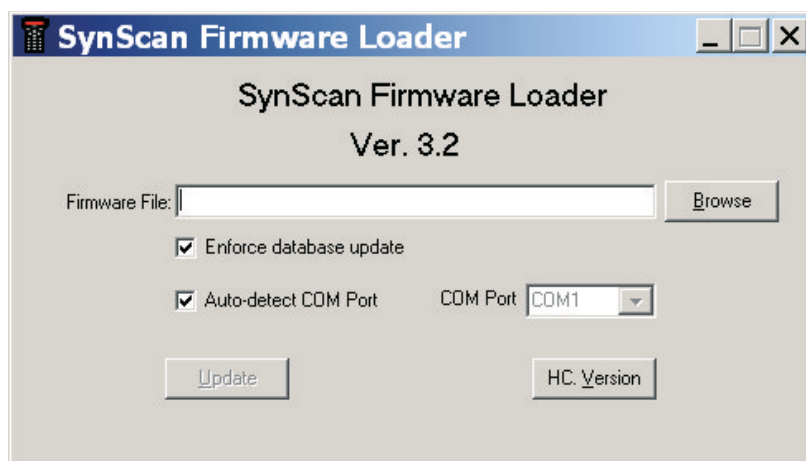 SynScan Firmware Loader
SynScan Firmware Loader
Ver. 3.2
Firmware File: Browse
Enforce database update
Auto-detect COM Port COM Port COM1
Update HC. Version